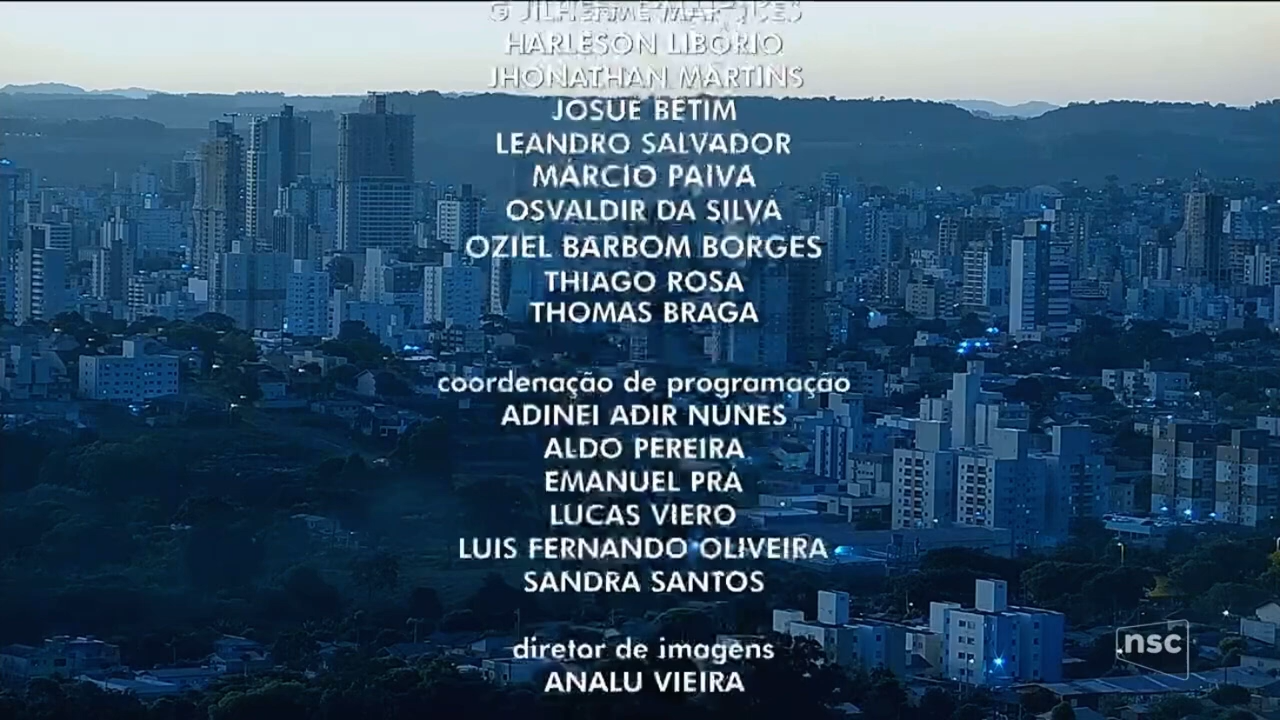 HARLESON LIBORIO
JHONATHAN MARTINS
JOSUÉ BETIM
LEANDRO SALVADOR
MÁRCIO PAIVA
OSVALDIR DA SILVA
OZIEL BARBOM BORGES
THIAGO ROSA
THOMAS BRAGA
coordenação de programação
ADINEI ADIR NUNES
ALDO PEREIRA
EMANUEL PRÁ
LUCAS VIERO
LUIS FERNANDO OLIVEIRA
SANDRA SANTOS
diretor de imagens
ANALU VIEIRA
.nsc